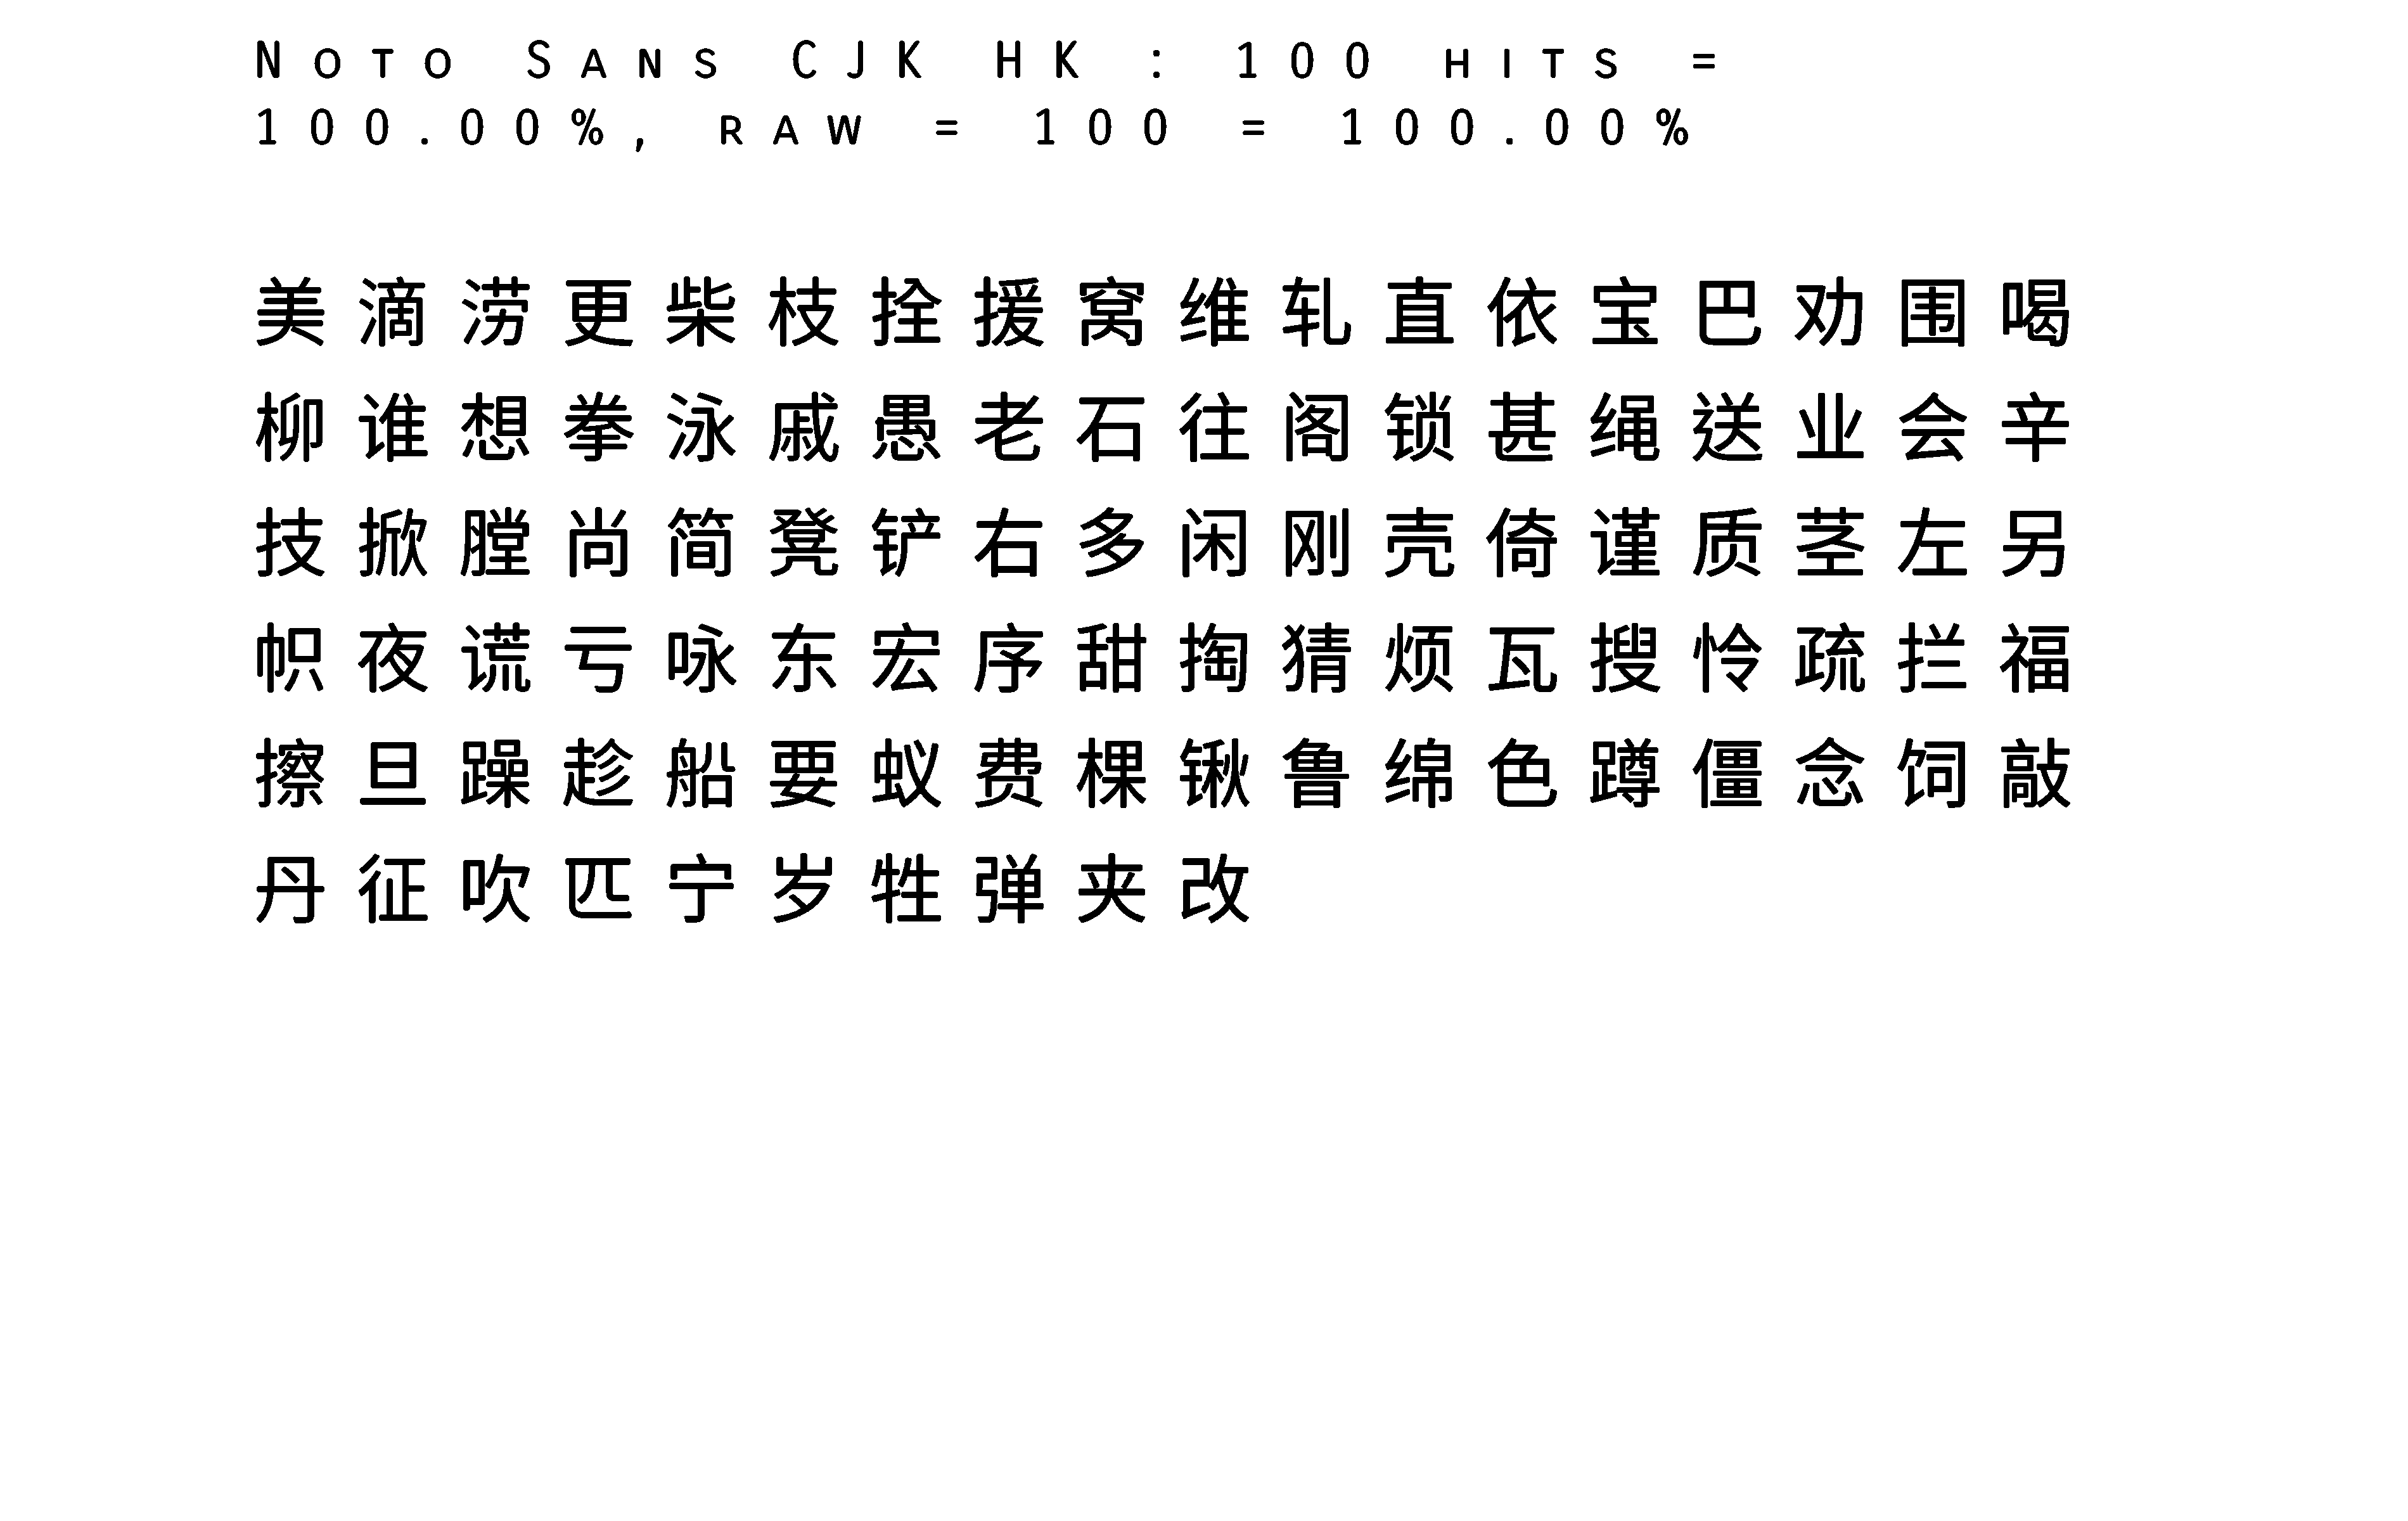 Noto Sans CJK HK : 100 hits =
100.00%, raw = 100 = 100.00%
美滴涝更柴枝拴援窝维轧直依宝巴劝围喝
柳谁想拳泳戚愚老石往阁锁甚绳送业会辛
技掀膛尚简凳铲右多闲刚壳倚谨质茎左另
帜夜谎亏咏东宏序甜掏猜烦瓦搜怜疏拦福
擦旦躁趁船要蚁费棵锹鲁绵色蹲僵念饲敲
丹征吹匹宁岁牲弹夹改